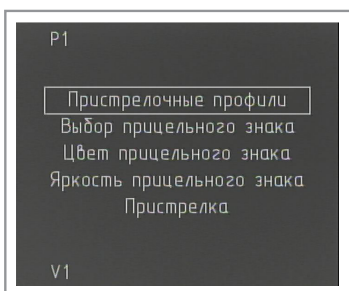 P1
Пристрелочные профили
Выбор прицельного знака
Цвет прицельного знака
Яркость прицельного знака
Пристрелка
V1